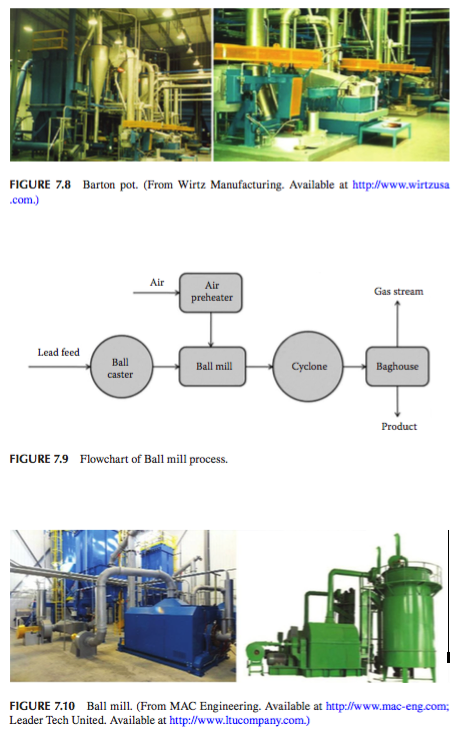 FIGURE 7.8 Barton pot. (From Wirtz Manufacturing. Available at http://www.wirtzusa
.com.)
Air
Air
preheater
Gas stream
Lead feed
Ball
caster
Ball mill
Cyclone
Baghouse
Product
FIGURE 7.9 Flowchart of Ball mill process.
FIGURE 7.10 Ball mill. (From MAC Engineering. Available at http://www.mac-eng.com;
Leader Tech United. Available at http://www.ltucompany.com.)